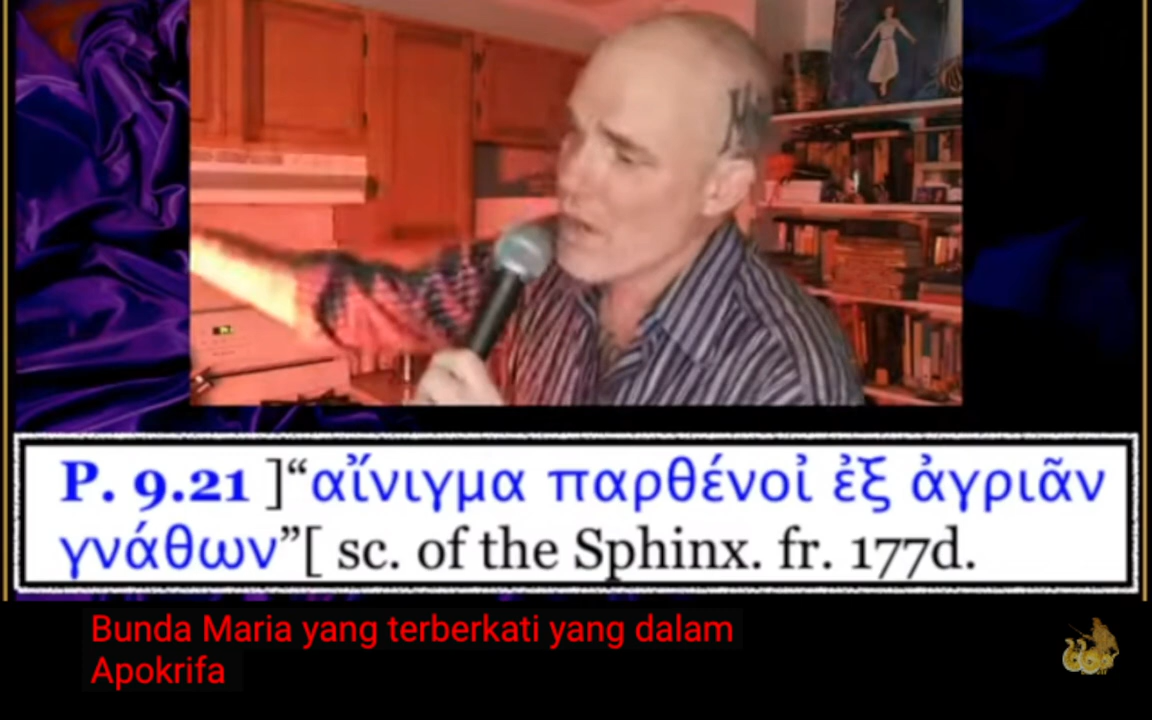 P. 9.21 ]“αἴνιγμα παρθένοἰ ἐξ ἀγριᾶν
γνάθων”[ sc. of the Sphinx. fr. 177d.
Bunda Maria yang terberkati yang dalam
Apokrifa